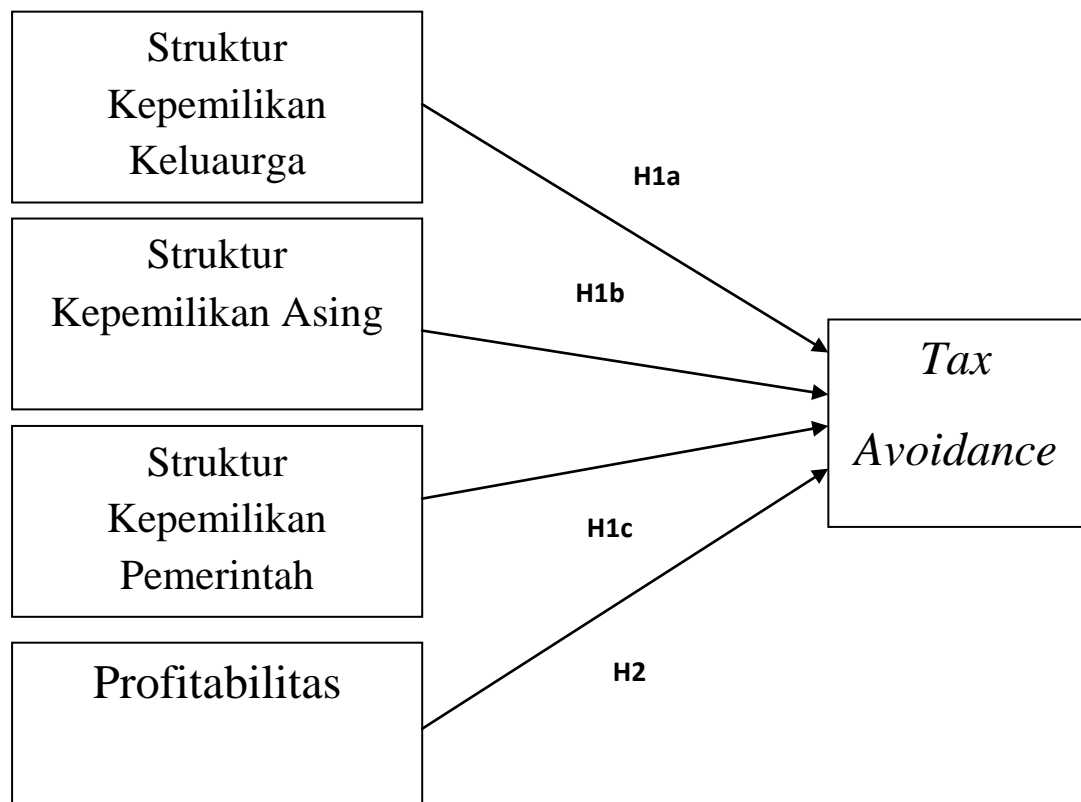 Struktur
Kepemilikan
Keluaurga
H1a
Struktur
Kepemilikan Asing
H1b
Tax
Avoidance
Struktur
Kepemilikan
Pemerintah
H1c
Profitabilitas
H2